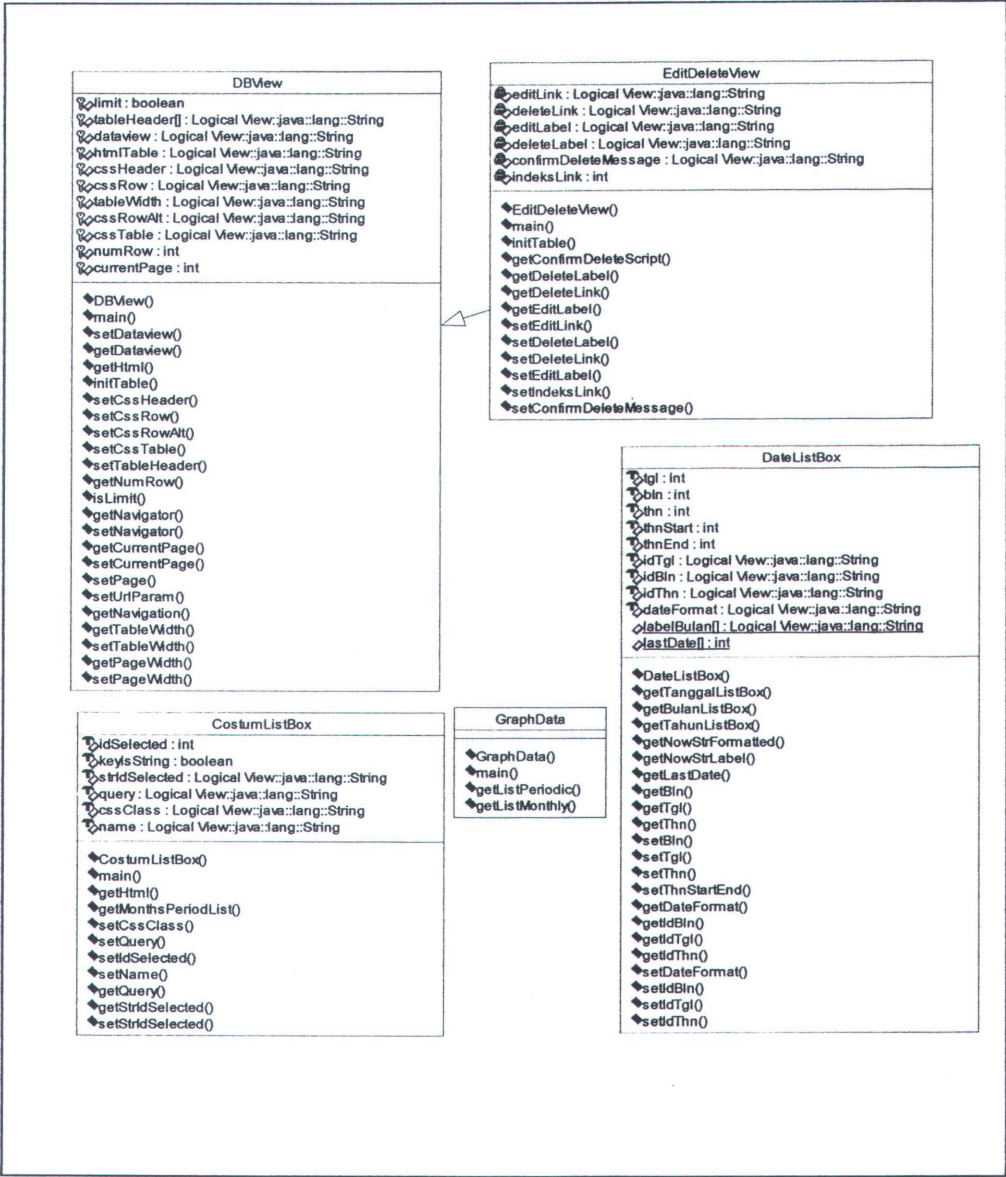 DBView
limit : boolean
tableHeader[] : Logical View::java::lang::String
dataview : Logical View::java::lang::String
htmlTable : Logical View::java::lang::String
cssHeader : Logical View::java::lang::String
cssRow : Logical View::java::lang::String
tableWidth : Logical View::java::lang::String
cssRowAlt : Logical View::java::lang::String
cssTable : Logical View::java::lang::String
numRow : int
currentPage : int
DBView()
main()
setDataview()
getDataview()
getHtml()
initTable()
setCssHeader()
setCssRow()
setCssRowAlt()
setCssTable()
setTableHeader()
getNumRow()
isLimit()
getNavigator()
setNavigator()
getCurrentPage()
setCurrentPage()
setPage()
setUrlParam()
getNavigation()
getTableWidth()
setTableWidth()
getPageWidth()
setPageWidth()
EditDeleteView
editLink : Logical View::java::lang::String
deleteLink : Logical View::java::lang::String
editLabel : Logical View::java::lang::String
deleteLabel : Logical View::java::lang::String
confirmDeleteMessage : Logical View::java::lang::String
indeksLink : int
EditDeleteView()
main()
initTable()
getConfirmDeleteScript()
getDeleteLabel()
getDeleteLink()
getEditLabel()
setEditLink()
setDeleteLabel()
setDeleteLink()
setEditLabel()
setIndeksLink()
setConfirmDeleteMessage()
DateListBox
tgl : int
bln : int
thn : int
thnStart : int
thnEnd : int
idTgl : Logical View::java::lang::String
idBln : Logical View::java::lang::String
idThn : Logical View::java::lang::String
dateFormat : Logical View::java::lang::String
labelBulan[] : Logical View::java::lang::String
lastDate[] : int
DateListBox()
getTanggalListBox()
getBulanListBox()
getTahunListBox()
getNowStrFormatted()
getNowStrLabel()
getLastDate()
getBln()
getTgl()
getThn()
setBln()
setTgl()
setThn()
setThnStartEnd()
getDateFormat()
getIdBln()
getIdTgl()
getIdThn()
setDateFormat()
setIdBln()
setIdTgl()
setIdThn()
CostumListBox
idSelected : int
keyIsString : boolean
strIdSelected : Logical View::java::lang::String
query : Logical View::java::lang::String
cssClass : Logical View::java::lang::String
name : Logical View::java::lang::String
CostumListBox()
main()
getHtml()
getMonthsPeriodList()
setCssClass()
setQuery()
setIdSelected()
setName()
getQuery()
getStrIdSelected()
setStrIdSelected()
GraphData
GraphData()
main()
getListPeriodic()
getListMonthly()